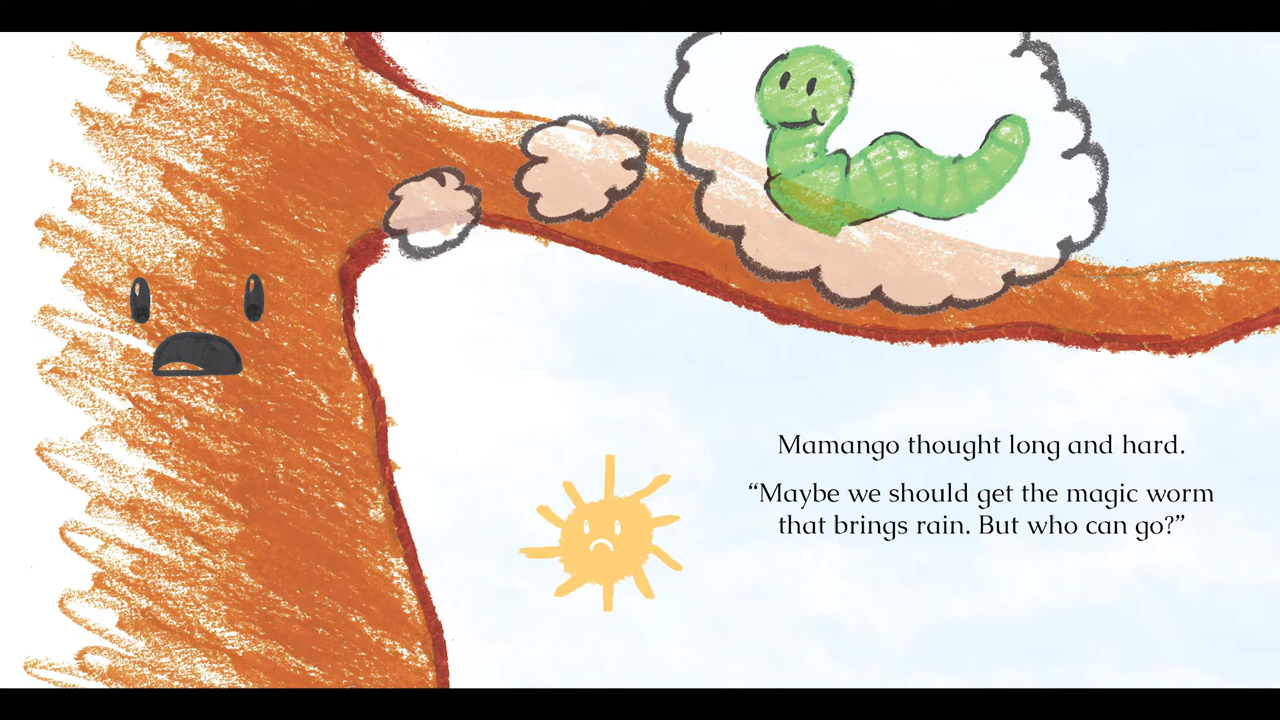 Mamango thought long and hard.
“Maybe we should get the magic worm
that brings rain. But who can go?”